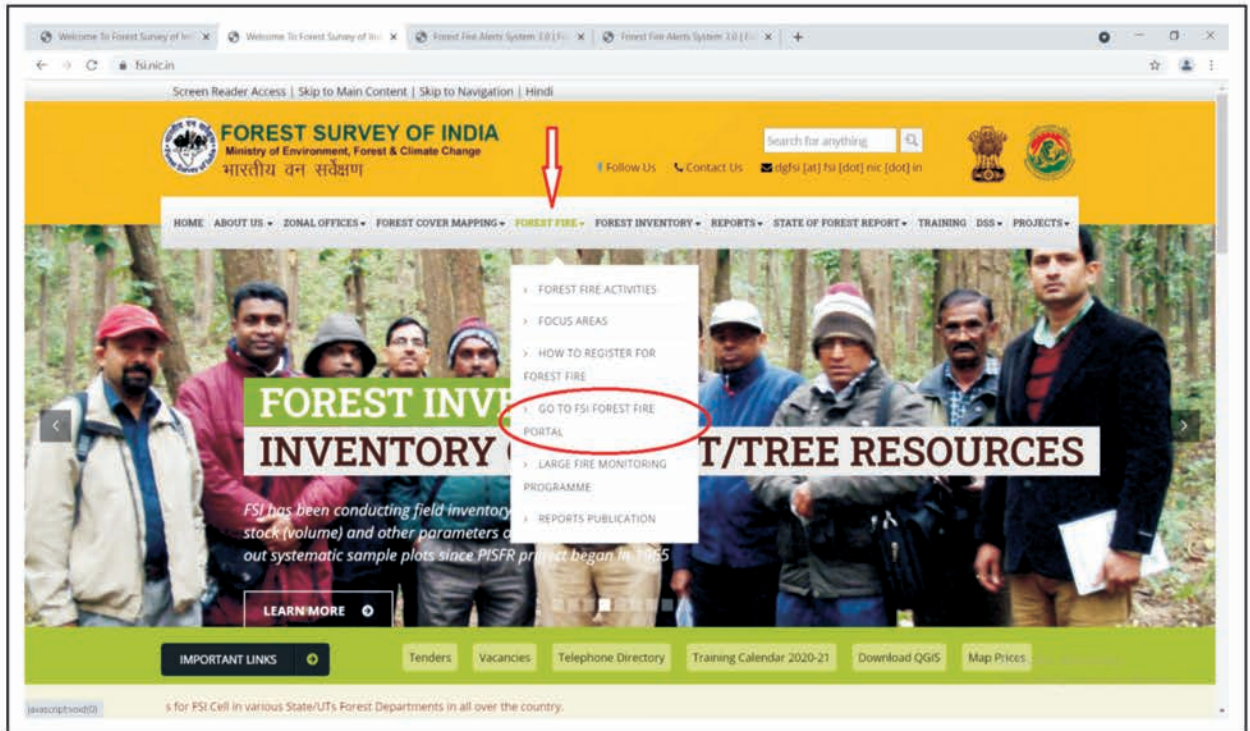 Welcome To Forest Survey of In
Welcome To Forest Survey of In
Forest Fire Alerts System 3.0 | Fo
Forest Fire Alerts System 3.0 | Fo
fsi.nic.in
Screen Reader Access | Skip to Main Content | Skip to Navigation | Hindi
FOREST SURVEY OF INDIA
Ministry of Environment, Forest & Climate Change
भारतीय वन सर्वेक्षण
Search for anything
Follow Us Contact Us dgfsi [at] fsi [dot] nic [dot] in
HOME ABOUT US ZONAL OFFICES FOREST COVER MAPPING FOREST FIRE FOREST INVENTORY REPORTS STATE OF FOREST REPORT TRAINING DSS PROJECTS
> FOREST FIRE ACTIVITIES
> FOCUS AREAS
> HOW TO REGISTER FOR
FOREST FIRE
> GO TO FSI FOREST FIRE
PORTAL
> LARGE FIRE MONITORING
PROGRAMME
> REPORTS PUBLICATION
FOREST INVE
INVENTORY T/TREE RESOURCES
FSI has been conducting field inventory
stock (volume) and other parameters
out systematic sample plots since PISFR project began in 1965
LEARN MORE
IMPORTANT LINKS Tenders Vacancies Telephone Directory Training Calendar 2020-21 Download QGIS Map Prices
javascript:void(0) s for FSI Cell in various State/UTs Forest Departments in all over the country.